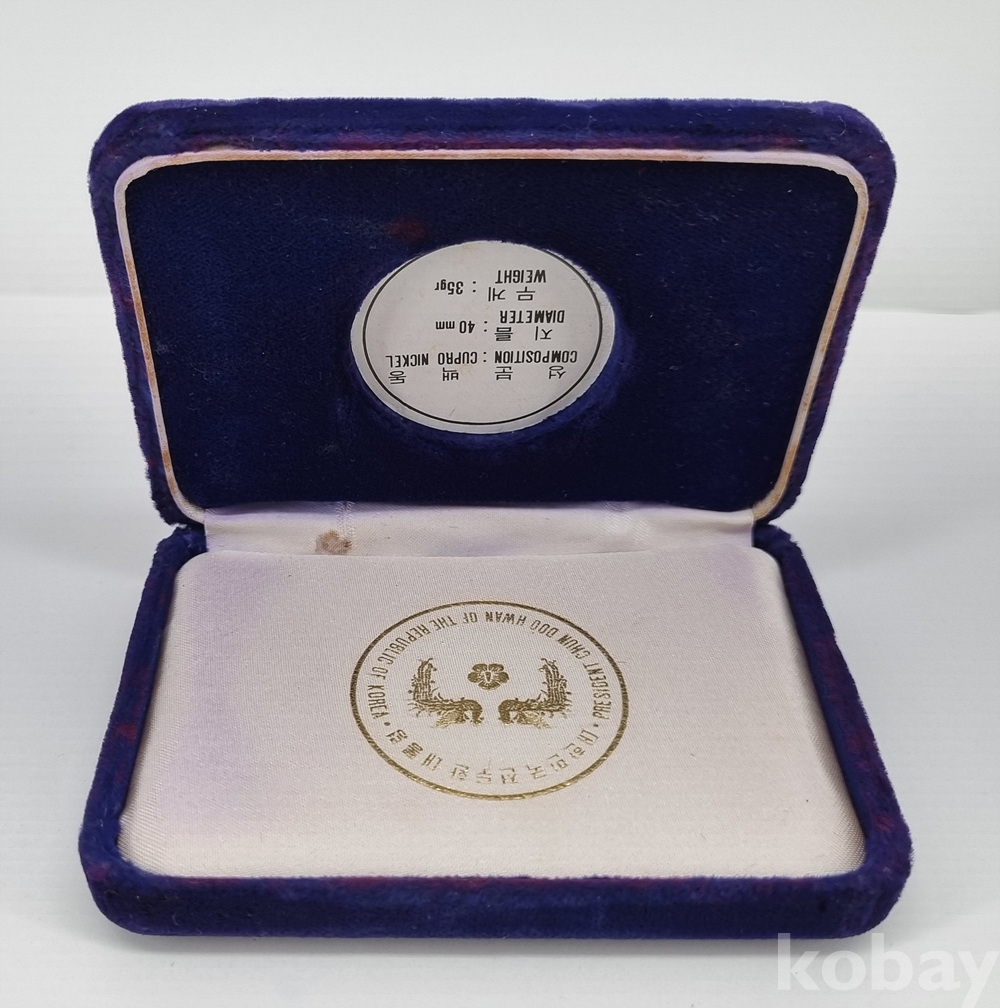 성 분 백 동
COMPOSITION : CUPRO NICKEL
지 름 : 40 mm
DIAMETER
무 게 : 35gr
WEIGHT
대한민국 전두환 대통령
PRESIDENT CHUN DOO HWAN OF THE REPUBLIC OF KOREA
kobay